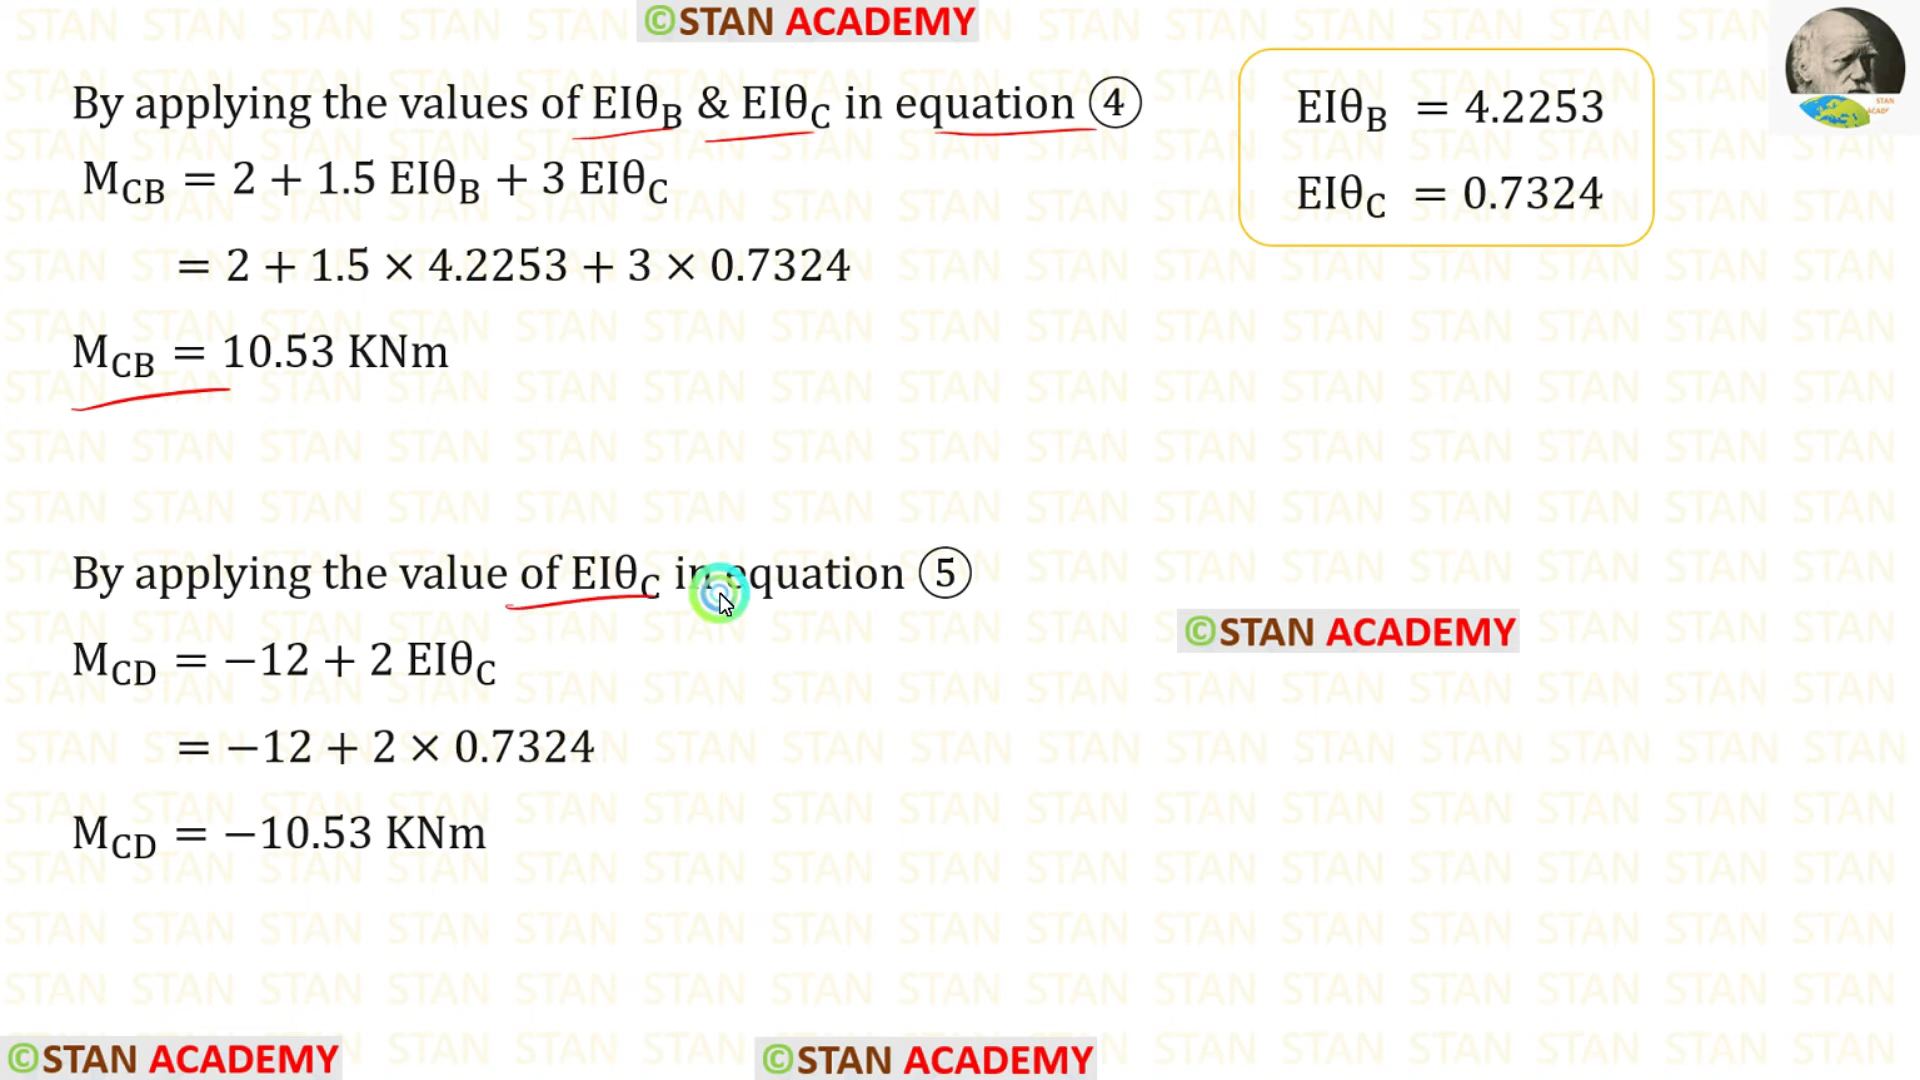 ©STAN ACADEMY
By applying the values of EIθB & EIθC in equation ④
MCB = 2 + 1.5 EIθB + 3 EIθC
= 2 + 1.5 × 4.2253 + 3 × 0.7324
MCB = 10.53 KNm
EIθB = 4.2253
EIθC = 0.7324
By applying the value of EIθC in equation ⑤
MCD = −12 + 2 EIθC
= −12 + 2 × 0.7324
MCD = −10.53 KNm
©STAN ACADEMY
©STAN ACADEMY
©STAN ACADEMY